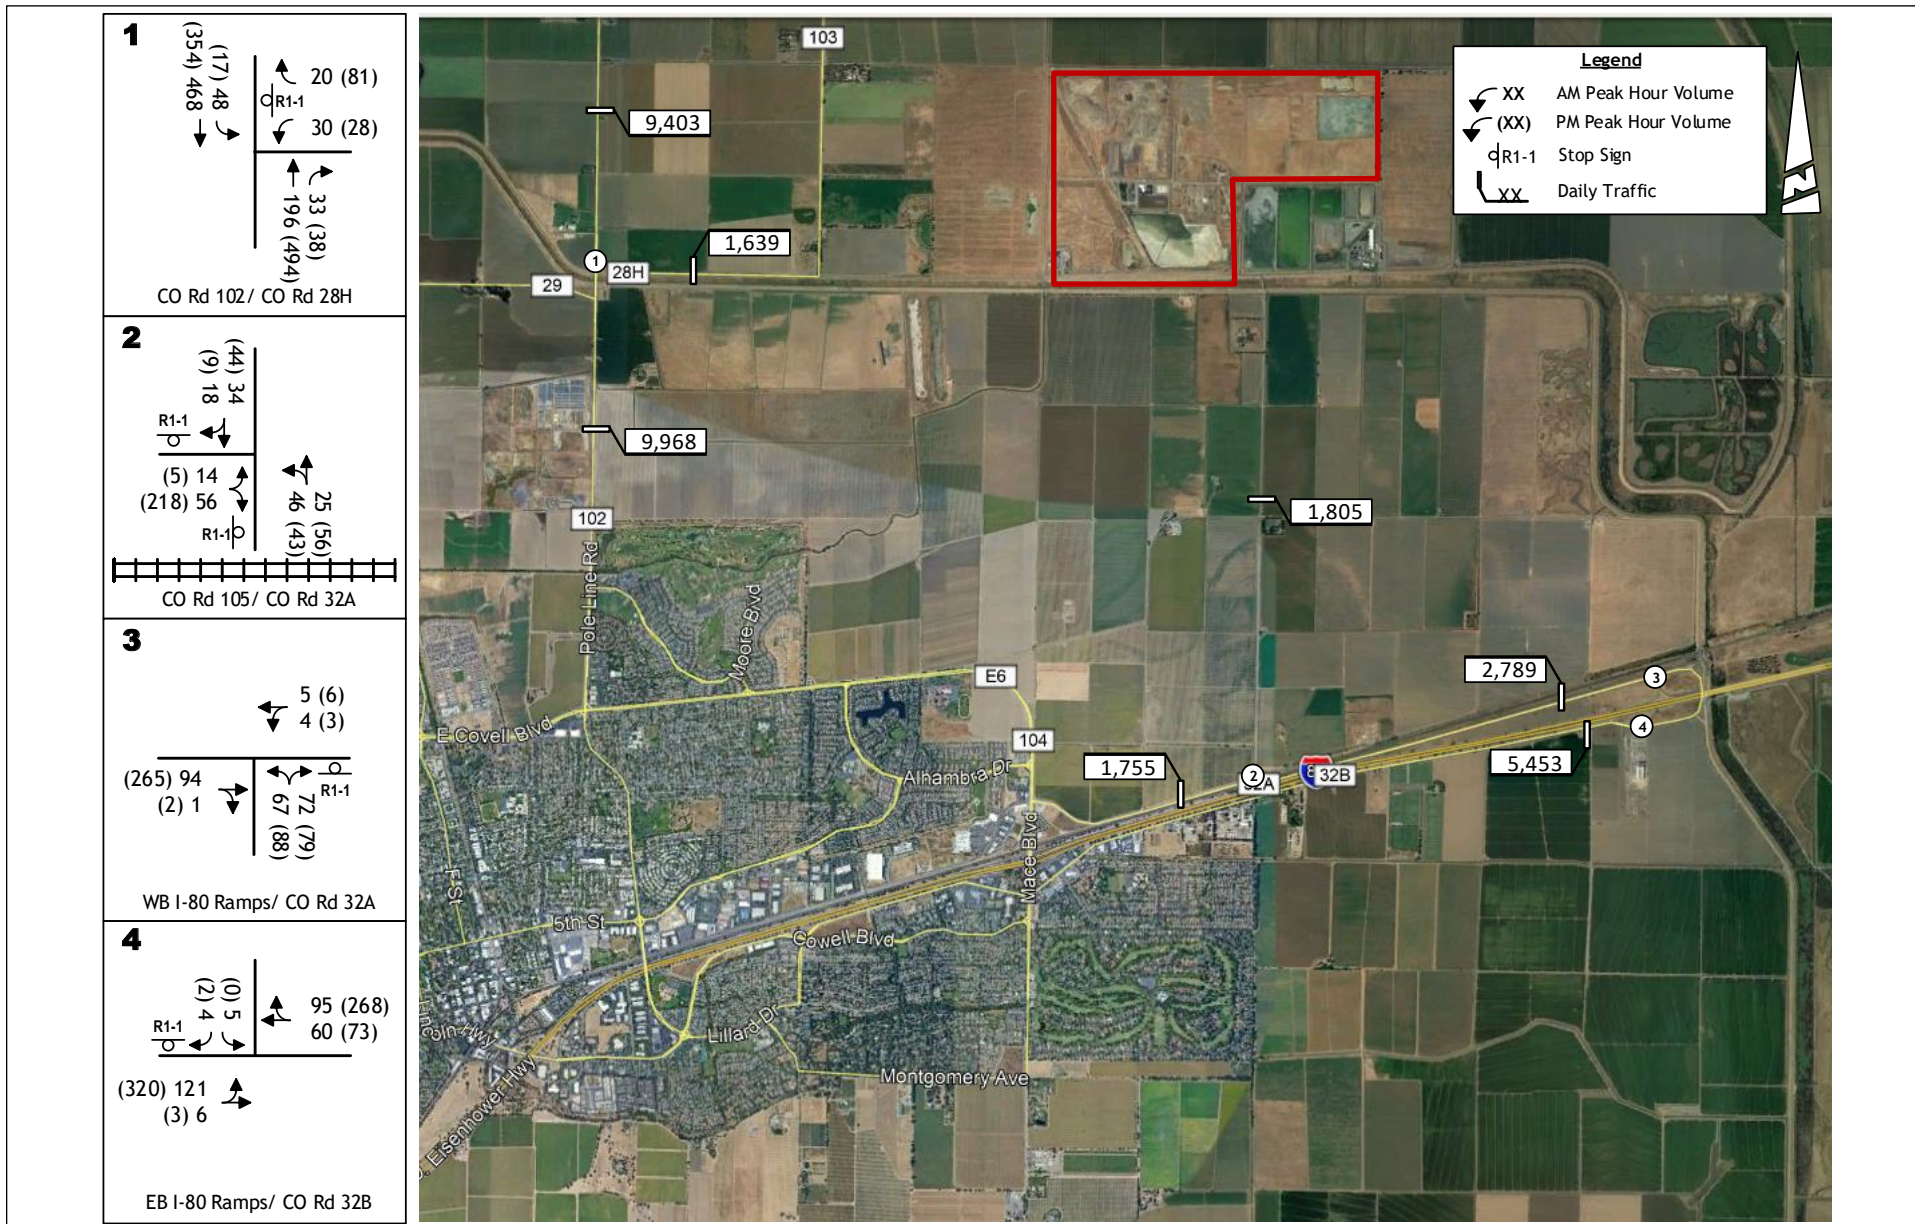 1
(354) 468
(17) 48
20 (81)
R1-1
30 (28)
33 (38)
196 (494)
CO Rd 102/ CO Rd 28H
2
(9) 18
(44) 34
R1-1
(5) 14
(218) 56
R1-1
25 (56)
46 (43)
CO Rd 105/ CO Rd 32A
3
5 (6)
4 (3)
(265) 94
(2) 1
R1-1
72 (79)
67 (88)
WB I-80 Ramps/ CO Rd 32A
4
(2) 4
(0) 5
R1-1
95 (268)
60 (73)
(320) 121
(3) 6
EB I-80 Ramps/ CO Rd 32B
103
9,403
1,639
1
28H
29
9,968
102
Pole Line Rd
Moore Blvd
1,805
E6
E Covell Blvd
104
Alhambra Dr
1,755
2
32A
32B
2,789
3
4
5,453
Mace Blvd
F St
5th St
Cowell Blvd
Lillard Dr
Montgomery Ave
Eisenhower Hwy
Legend
XX AM Peak Hour Volume
(XX) PM Peak Hour Volume
R1-1 Stop Sign
XX Daily Traffic
N